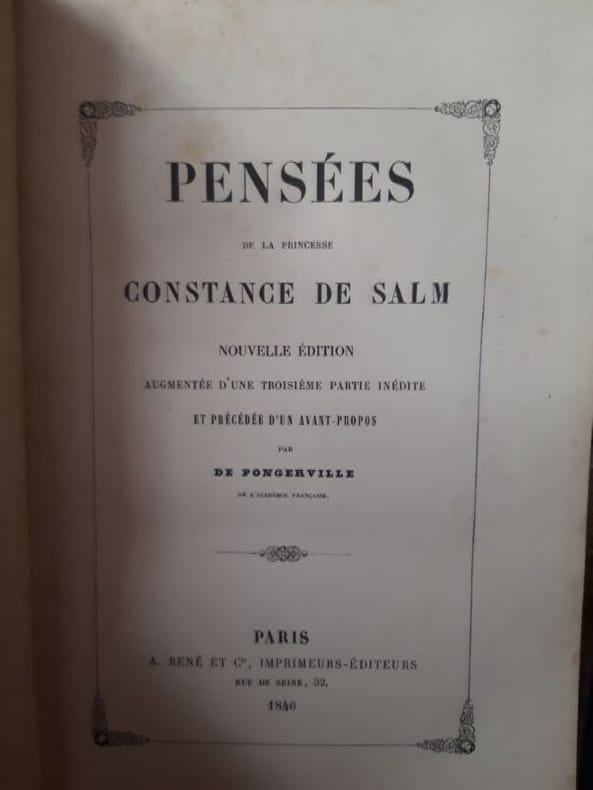 PENSÉES
DE LA PRINCESSE
CONSTANCE DE SALM
NOUVELLE ÉDITION
AUGMENTÉE D'UNE TROISIÈME PARTIE INÉDITE
ET PRÉCÉDÉE D'UN AVANT-PROPOS
PAR
DE PONGERVILLE
DE L'ACADÉMIE FRANÇAISE.
PARIS
A. RENÉ ET Cie, IMPRIMEURS-ÉDITEURS
RUE DE SEINE, 32.
1846